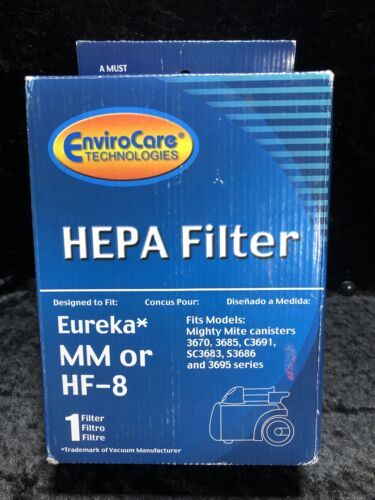 A MUST
EnviroCare®
TECHNOLOGIES
HEPA Filter
Designed to Fit: Concus Pour: Diseñado a Medida:
Eureka*
MM or
HF-8
Fits Models:
Mighty Mite canisters
3670, 3685, C3691,
SC3683, S3686
and 3695 series
1 Filter
Filtro
Filtre
*Trademark of Vacuum Manufacturer